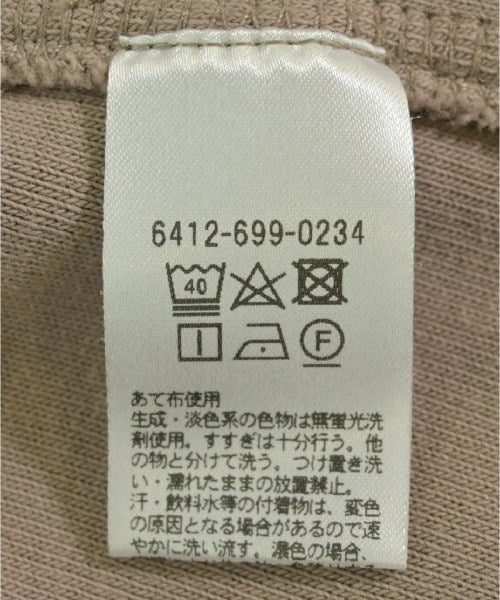 6412-699-0234
40
F
あて布使用
生成・淡色系の色物は無蛍光洗
剤使用。すすぎは十分行う。他
の物と分けて洗う。つけ置き洗
い・濡れたままの放置禁止。
汗・飲料水等の付着物は、変色
の原因となる場合があるので速
やかに洗い流す。濃色の場合、